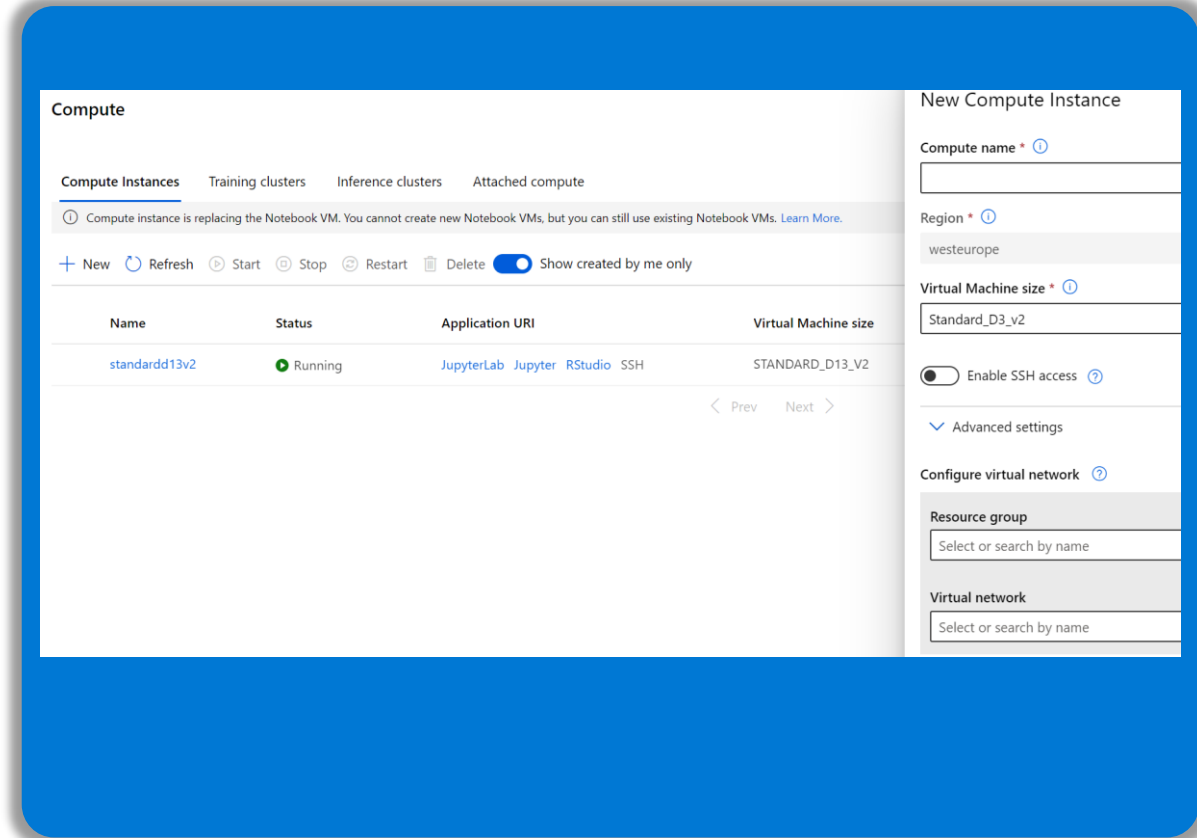 Compute
Compute Instances Training clusters Inference clusters Attached compute
Compute instance is replacing the Notebook VM. You cannot create new Notebook VMs, but you can still use existing Notebook VMs. Learn More.
New Refresh Start Stop Restart Delete Show created by me only
Name Status Application URI Virtual Machine size
standardd13v2 Running JupyterLab Jupyter RStudio SSH STANDARD_D13_V2
Prev Next
New Compute Instance
Compute name *
Region *
westeurope
Virtual Machine size *
Standard_D3_v2
Enable SSH access
Advanced settings
Configure virtual network
Resource group
Select or search by name
Virtual network
Select or search by name